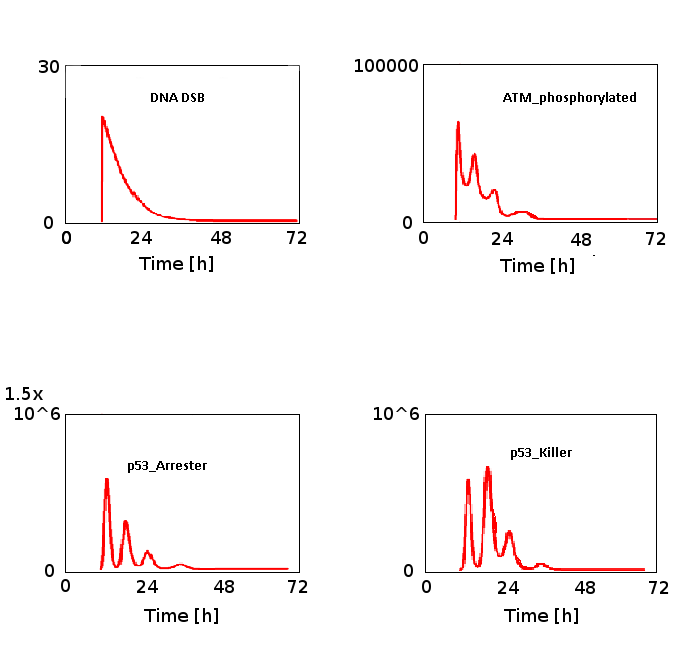 30
DNA DSB
0
0 24 48 72
Time [h]
100000
ATM_phosphorylated
0
0 24 48 72
Time [h]
1.5x
10^6
p53_Arrester
0
0 24 48 72
Time [h]
10^6
p53_Killer
0
0 24 48 72
Time [h]